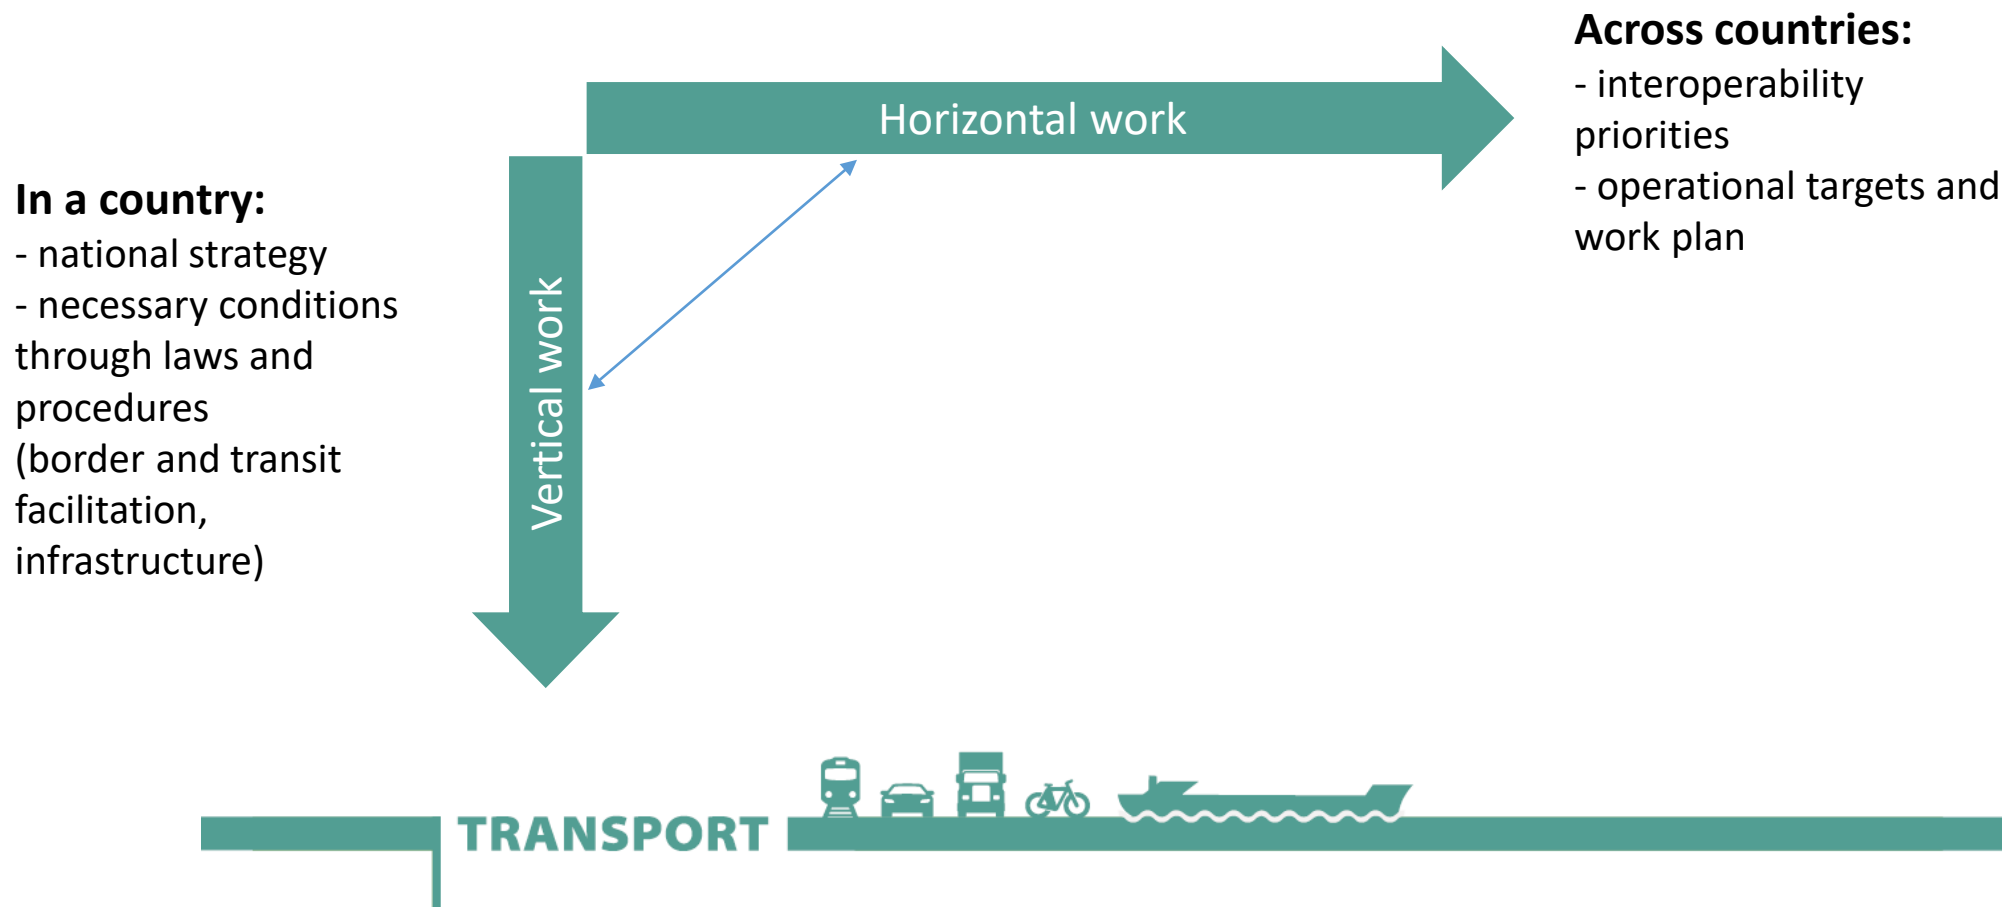 Across countries:
- interoperability
priorities
- operational targets and
work plan
Horizontal work
In a country:
- national strategy
- necessary conditions
through laws and
procedures
(border and transit
facilitation,
infrastructure)
Vertical work
TRANSPORT